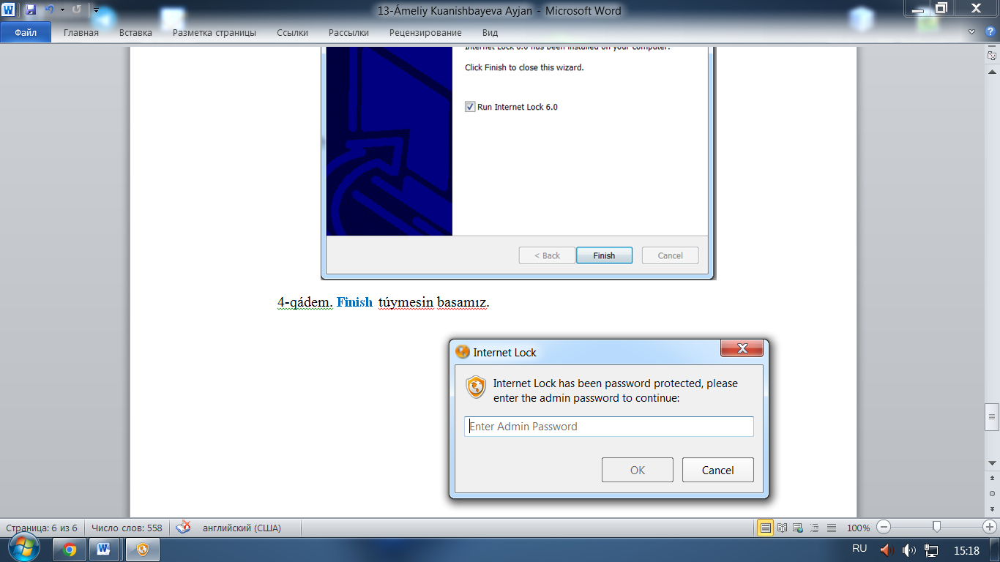 13-Ámeliy Kuanishbayeva Ayjan - Microsoft Word
Файл Главная Вставка Разметка страницы Ссылки Рассылки Рецензирование Вид
Internet Lock 6.0 has been installed on your computer.
Click Finish to close this wizard.
Run Internet Lock 6.0
< Back Finish Cancel
4-qádem. Finish túymesin basamız.
Internet Lock
Internet Lock has been password protected, please
enter the admin password to continue:
Enter Admin Password
OK Cancel
Страница: 6 из 6 Число слов: 558 английский (США) 100%
RU 15:18